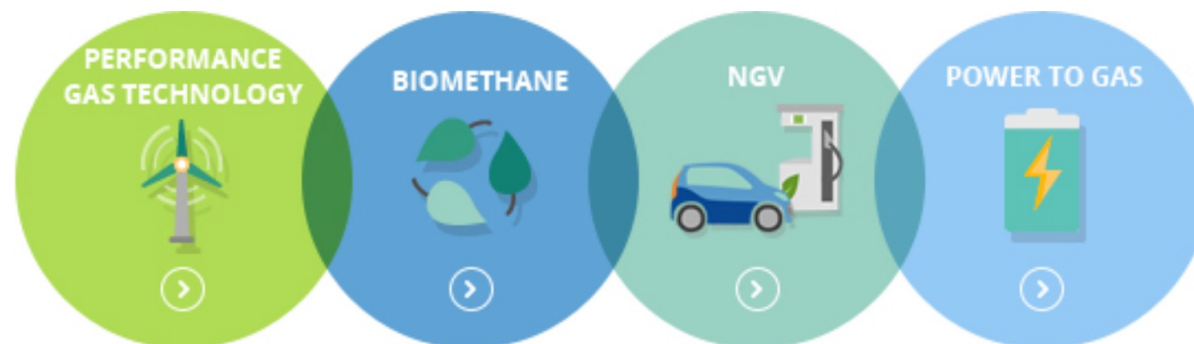 PERFORMANCE
GAS TECHNOLOGY
BIOMETHANE
NGV
POWER TO GAS